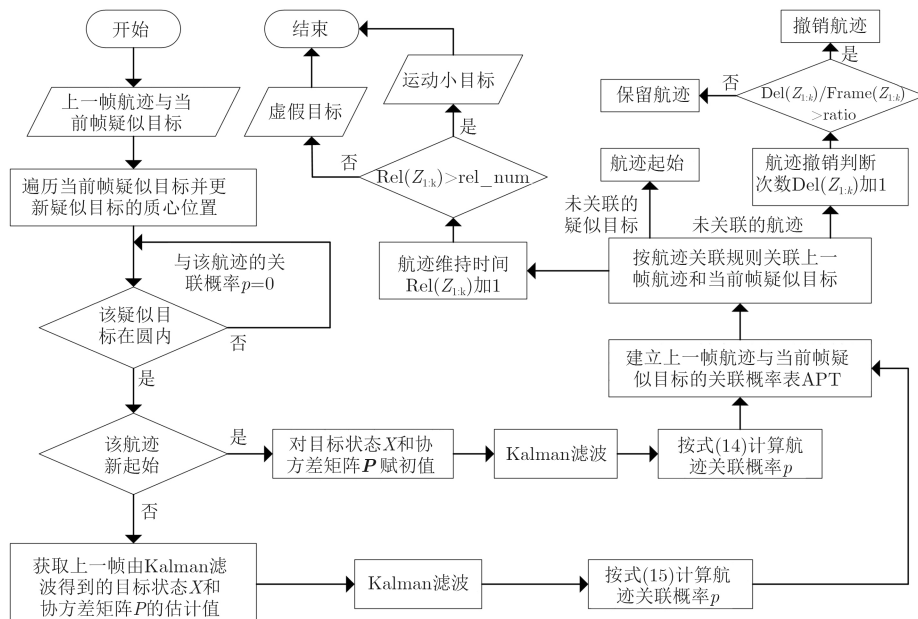 开始
上一帧航迹与当
前帧疑似目标
遍历当前帧疑似目标并更
新疑似目标的质心位置
与该航迹的关
联概率p=0
该疑似目
标在圆内
否
是
该航迹
新起始
是
否
对目标状态X和协
方差矩阵P 赋初值
Kalman滤波
按式(14)计算航
迹关联概率p
获取上一帧由Kalman滤
波得到的目标状态X和
协方差矩阵P的估计值
Kalman滤波
按式(15)计算航
迹关联概率p
建立上一帧航迹与当前帧疑
似目标的关联概率表APT
按航迹关联规则关联上一
帧航迹和当前帧疑似目标
未关联的
疑似目标
航迹起始
未关联的航迹
航迹撤销判断
次数Del(Z1:k)加1
Del(Z1:k)/Frame(Z1:k)
>ratio
否
保留航迹
是
撤销航迹
航迹维持时间
Rel(Z1:k)加1
Rel(Z1:k)>rel_num
否
虚假目标
是
运动小目标
结束